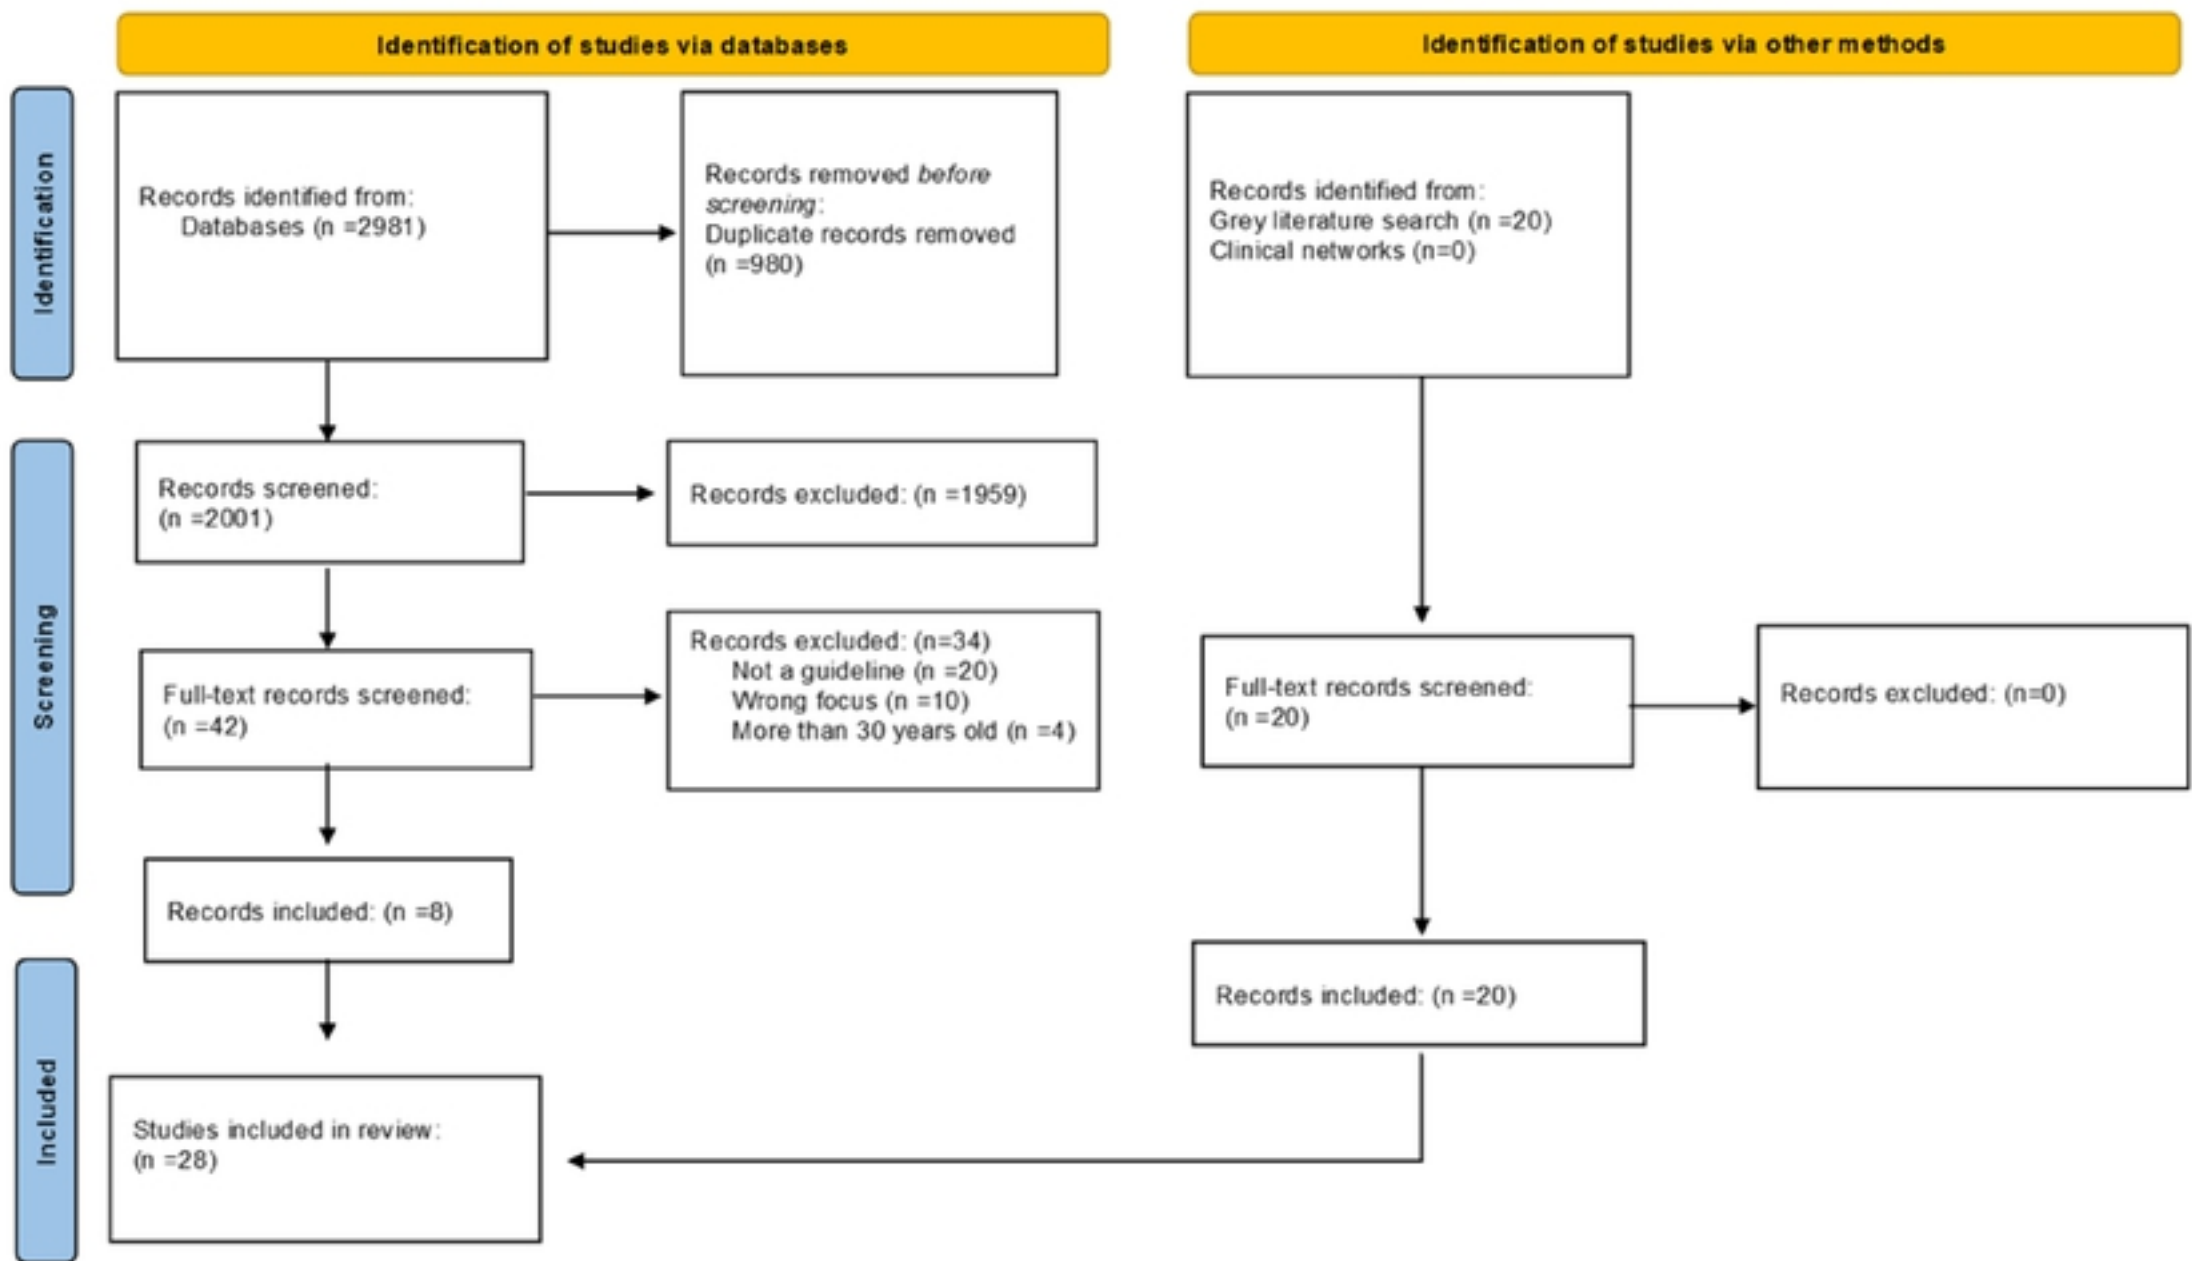 Identification of studies via databases
Identification of studies via other methods
Identification
Records identified from:
Databases (n =2981)
Records removed before
screening:
Duplicate records removed
(n =980)
Records identified from:
Grey literature search (n =20)
Clinical networks (n=0)
Screening
Records screened:
(n =2001)
Records excluded: (n =1959)
Full-text records screened:
(n =42)
Records excluded: (n=34)
Not a guideline (n =20)
Wrong focus (n =10)
More than 30 years old (n =4)
Full-text records screened:
(n =20)
Records excluded: (n=0)
Records included: (n =8)
Records included: (n =20)
Included
Studies included in review:
(n =28)